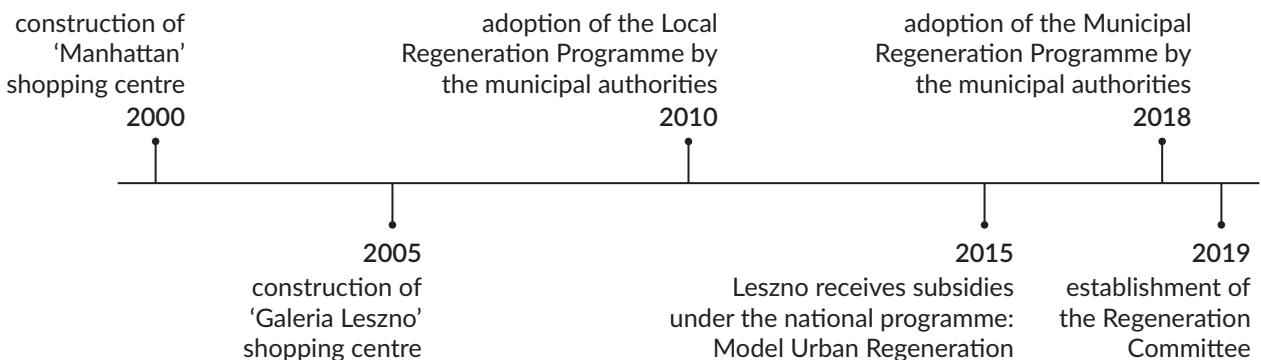 construction of
‘Manhattan’
shopping centre
2000
adoption of the Local
Regeneration Programme by
the municipal authorities
2010
adoption of the Municipal
Regeneration Programme by
the municipal authorities
2018
2005
construction of
‘Galeria Leszno’
shopping centre
2015
Leszno receives subsidies
under the national programme:
Model Urban Regeneration
2019
establishment of
the Regeneration
Committee